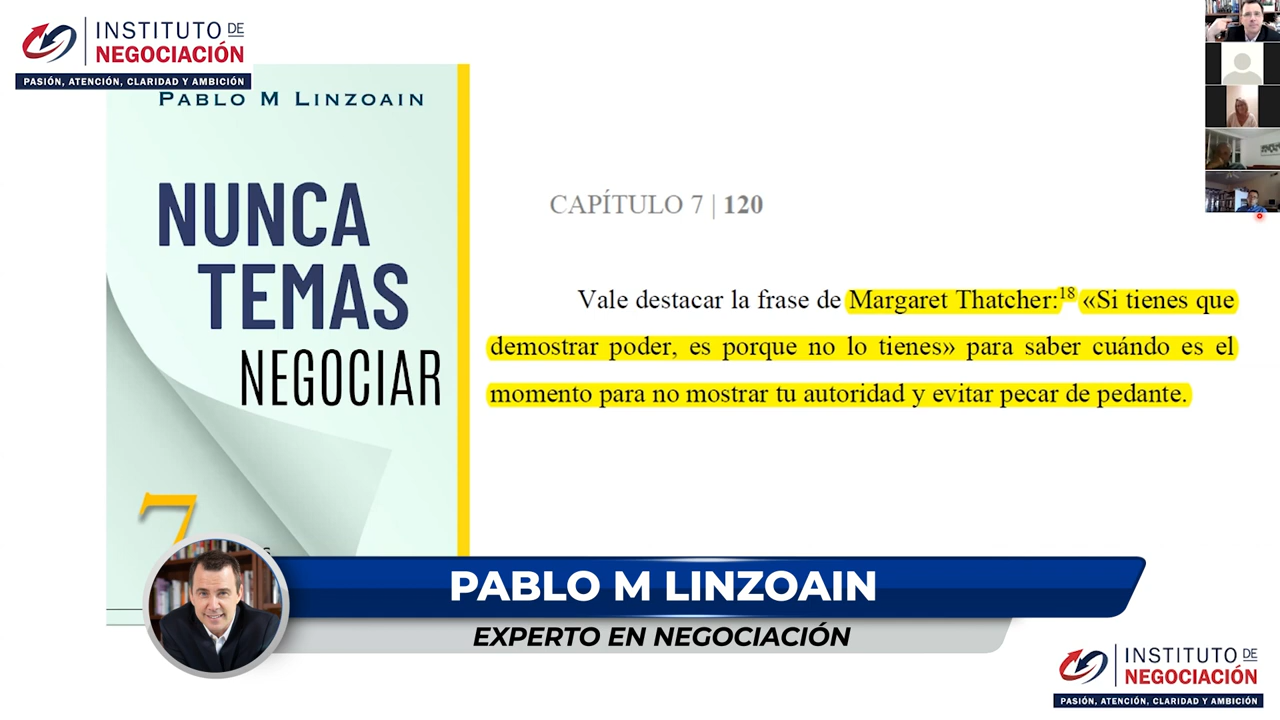 INSTITUTO DE
NEGOCIACIÓN
PASIÓN, ATENCIÓN, CLARIDAD Y AMBICIÓN
PABLO M LINZOAIN
NUNCA
TEMAS
NEGOCIAR
7
CAPÍTULO 7 | 120
Vale destacar la frase de Margaret Thatcher:18 «Si tienes que
demostrar poder, es porque no lo tienes» para saber cuándo es el
momento para no mostrar tu autoridad y evitar pecar de pedante.
PABLO M LINZOAIN
EXPERTO EN NEGOCIACIÓN
INSTITUTO DE
NEGOCIACIÓN
PASIÓN, ATENCIÓN, CLARIDAD Y AMBICIÓN